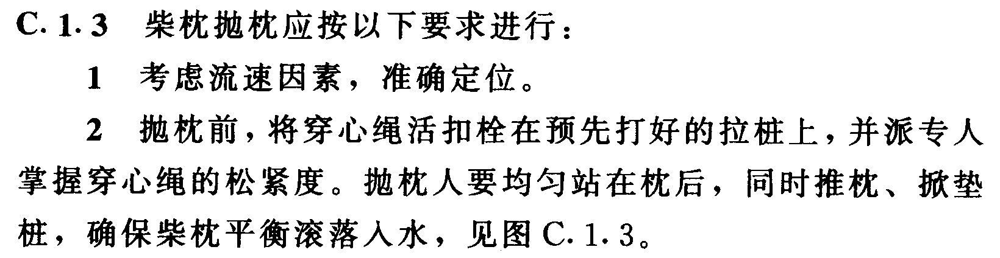 C.1.3 柴枕抛枕应按以下要求进行：
1 考虑流速因素，准确定位。
2 抛枕前，将穿心绳活扣栓在预先打好的拉桩上，并派专人
掌握穿心绳的松紧度。抛枕人要均匀站在枕后，同时推枕、掀垫
桩，确保柴枕平衡滚落入水，见图 C.1.3。